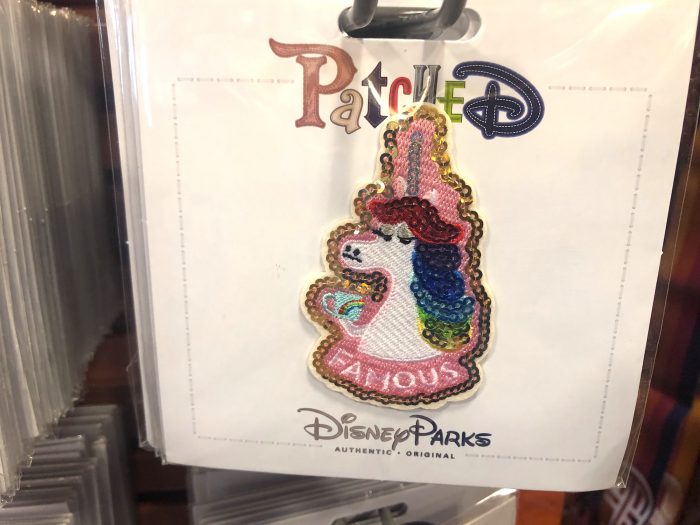 PatcheD
FAMOUS
DisneyParks
AUTHENTIC • ORIGINAL